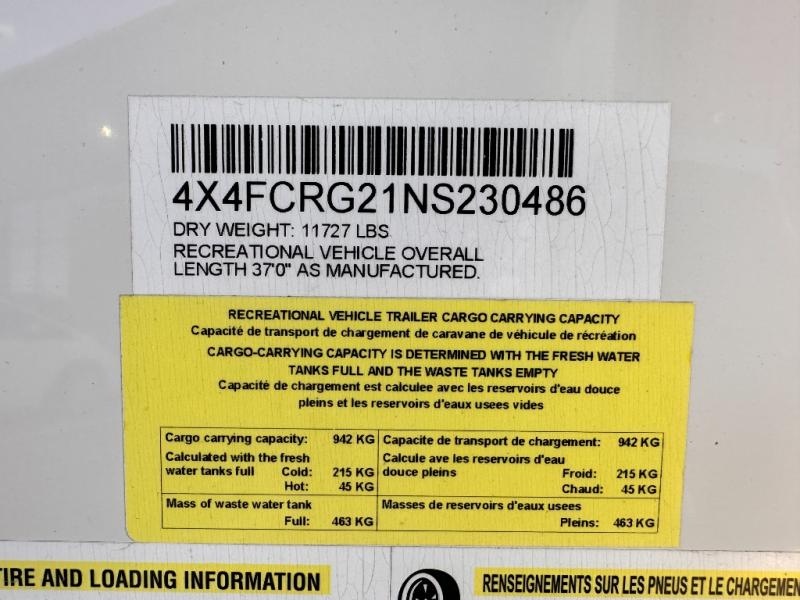 4X4FCRG21NS230486
DRY WEIGHT: 11727 LBS
RECREATIONAL VEHICLE OVERALL
LENGTH 37'0" AS MANUFACTURED.
RECREATIONAL VEHICLE TRAILER CARGO CARRYING CAPACITY
Capacité de transport de chargement de caravane de véhicule de récréation
CARGO-CARRYING CAPACITY IS DETERMINED WITH THE FRESH WATER
TANKS FULL AND THE WASTE TANKS EMPTY
Capacité de chargement est calculee avec les reservoirs d'eau douce
pleins et les reservoirs d'eaux usees vides
Cargo carrying capacity: 942 KG
Calculated with the fresh
water tanks full Cold: 215 KG
Hot: 45 KG
Mass of waste water tank
Full: 463 KG
Capacite de transport de chargement: 942 KG
Calcule ave les reservoirs d'eau
douce pleins Froid: 215 KG
Chaud: 45 KG
Masses de reservoirs d'eaux usees
Pleins: 463 KG
TIRE AND LOADING INFORMATION
RENSEIGNEMENTS SUR LES PNEUS ET LE CHARGEMEN